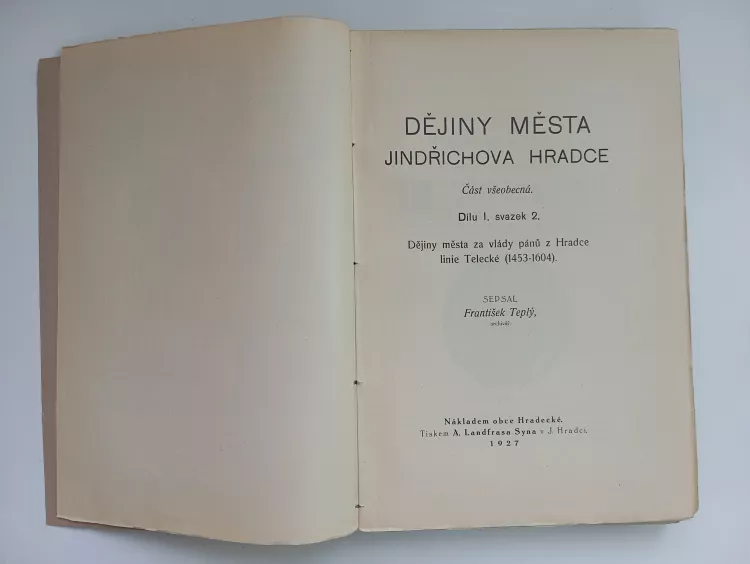 DĚJINY MĚSTA
JINDŘICHOVA HRADCE
Část všeobecná.
Dílu I. svazek 2.
Dějiny města za vlády pánů z Hradce
linie Telecké (1453-1604).
SEPSAL
František Teplý,
archivář.
Nákladem obce Hradecké.
Tiskem A. Landfrasa Syna v J. Hradci.
1927